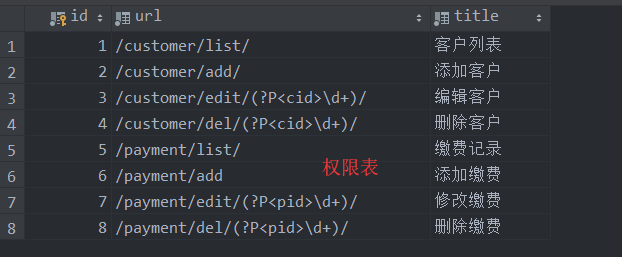 id url title
1 1 /customer/list/ 客户列表
2 2 /customer/add/ 添加客户
3 3 /customer/edit/(?P<cid>\d+)/ 编辑客户
4 4 /customer/del/(?P<cid>\d+)/ 删除客户
5 5 /payment/list/ 缴费记录
6 6 /payment/add 添加缴费
权限表
7 7 /payment/edit/(?P<pid>\d+)/ 修改缴费
8 8 /payment/del/(?P<pid>\d+)/ 删除缴费